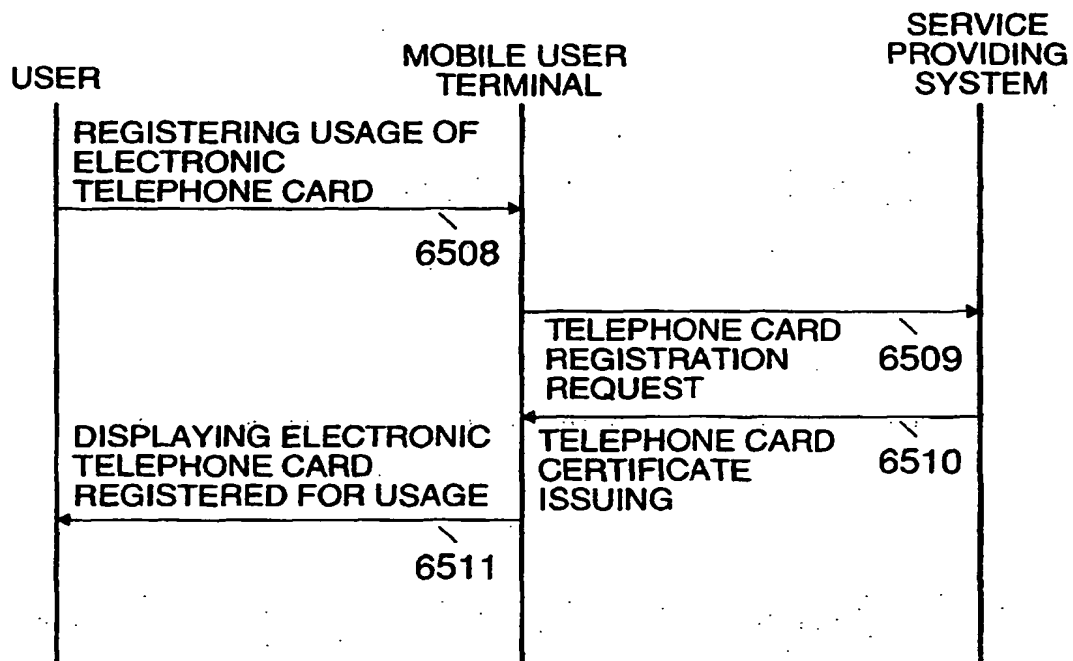 USER
MOBILE USER
TERMINAL
SERVICE
PROVIDING
SYSTEM
REGISTERING USAGE OF
ELECTRONIC
TELEPHONE CARD
6508
TELEPHONE CARD
REGISTRATION
REQUEST
6509
DISPLAYING ELECTRONIC
TELEPHONE CARD
REGISTERED FOR USAGE
TELEPHONE CARD
CERTIFICATE
ISSUING
6510
6511